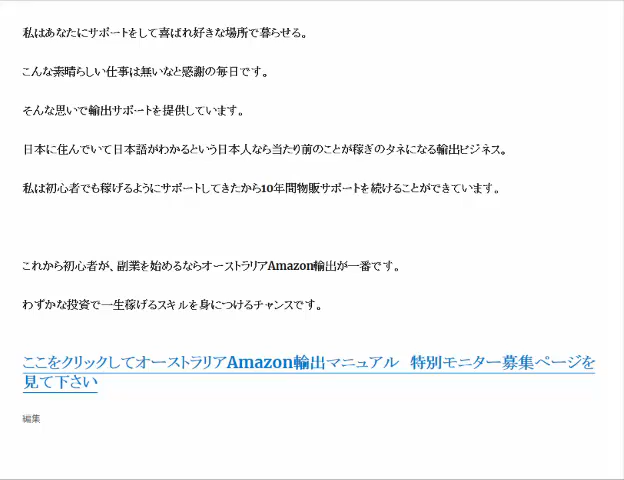 私はあなたにサポートをして喜ばれ好きな場所で暮らせる。
こんな素晴らしい仕事は無いなと感謝の毎日です。
そんな思いで輸出サポートを提供しています。
日本に住んでいて日本語がわかるという日本人なら当たり前のことが稼ぎのタネになる輸出ビジネス。
私は初心者でも稼げるようにサポートしてきたから10年間物販サポートを続けることができています。
これから初心者が、副業を始めるならオーストラリアAmazon輸出が一番です。
わずかな投資で一生稼げるスキルを身につけるチャンスです。
ここをクリックしてオーストラリアAmazon輸出マニュアル　特別モニター募集ページを
見て下さい
編集